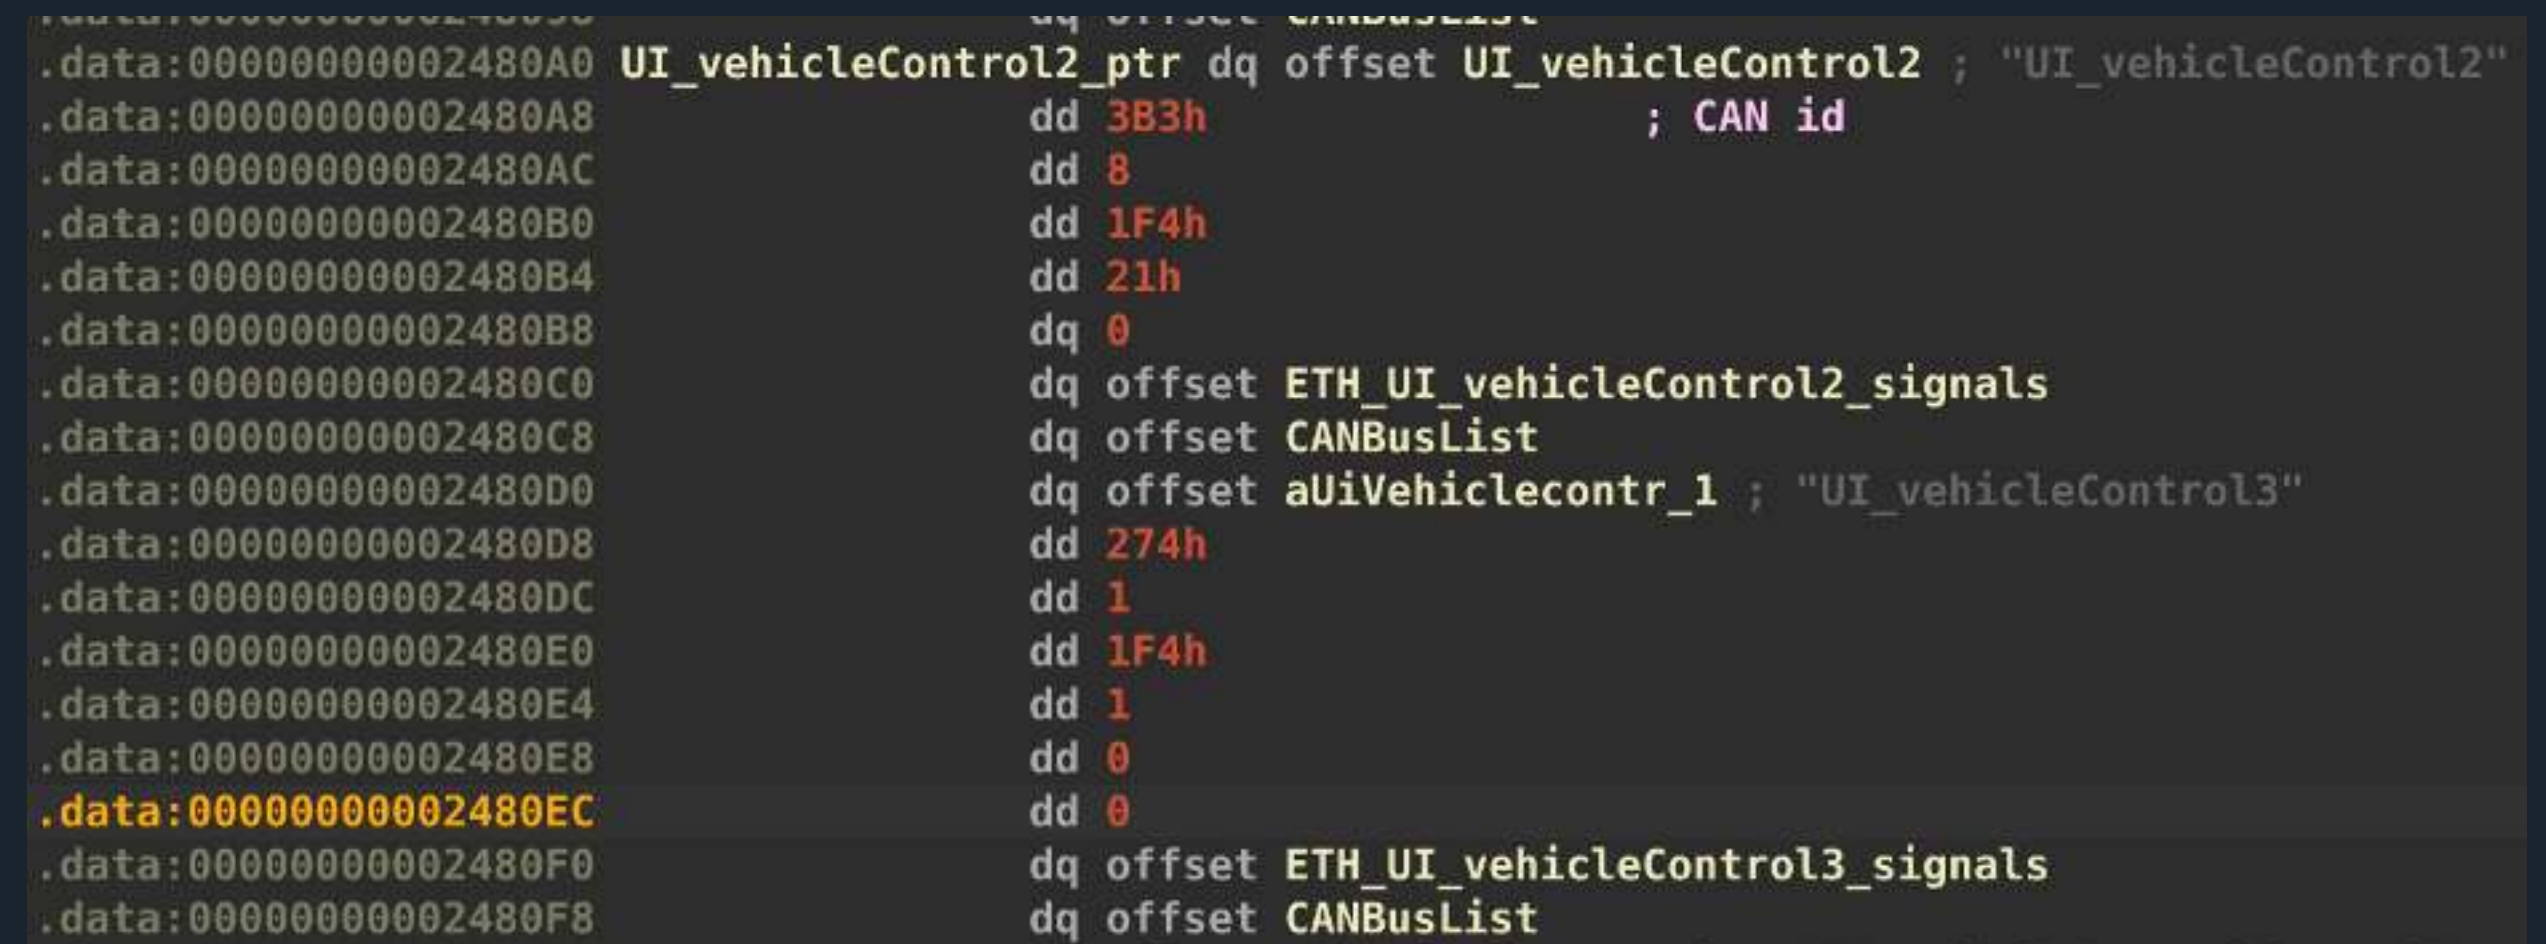 dq offset CANBusList
.data:00000000002480A0 UI_vehicleControl2_ptr dq offset UI_vehicleControl2 ; "UI_vehicleControl2"
.data:00000000002480A8 dd 3B3h ; CAN id
.data:00000000002480AC dd 8
.data:00000000002480B0 dd 1F4h
.data:00000000002480B4 dd 21h
.data:00000000002480B8 dq 0
.data:00000000002480C0 dq offset ETH_UI_vehicleControl2_signals
.data:00000000002480C8 dq offset CANBusList
.data:00000000002480D0 dq offset aUiVehiclecontr_1 ; "UI_vehicleControl3"
.data:00000000002480D8 dd 274h
.data:00000000002480DC dd 1
.data:00000000002480E0 dd 1F4h
.data:00000000002480E4 dd 1
.data:00000000002480E8 dd 0
.data:00000000002480EC dd 0
.data:00000000002480F0 dq offset ETH_UI_vehicleControl3_signals
.data:00000000002480F8 dq offset CANBusList